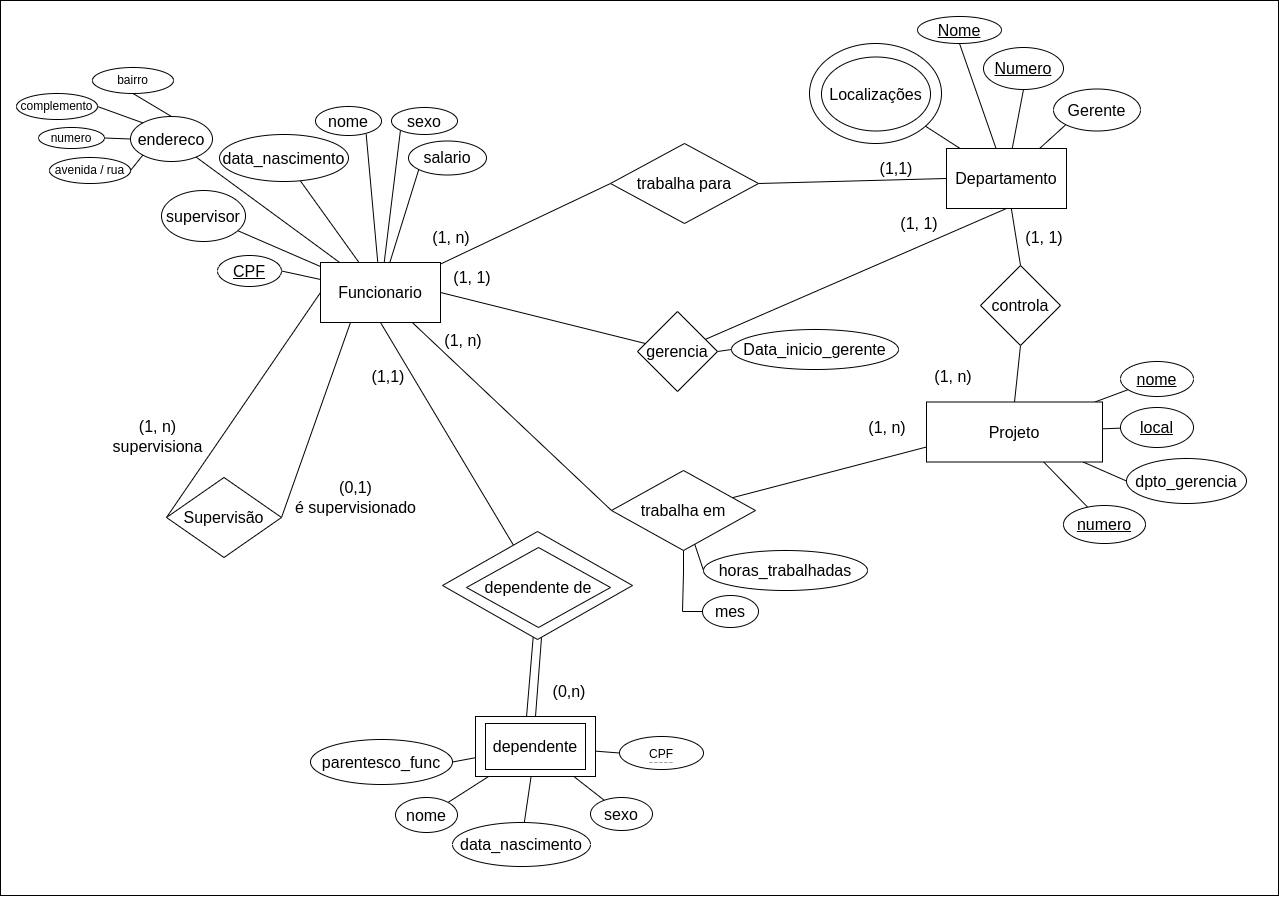 Nome
Localizações
Numero
Gerente
bairro
complemento
endereco
numero
avenida / rua
nome
sexo
data_nascimento
salario
supervisor
CPF
Funcionario
trabalha para
(1,1)
Departamento
(1, n)
(1, 1)
(1, 1)
(1, 1)
controla
gerencia
Data_inicio_gerente
(1, n)
(1,1)
(1, n)
nome
local
Projeto
dpto_gerencia
numero
(1, n)
(1, n)
supervisiona
(0,1)
é supervisionado
Supervisão
trabalha em
horas_trabalhadas
mes
dependente de
(0,n)
dependente
CPF
parentesco_func
nome
sexo
data_nascimento